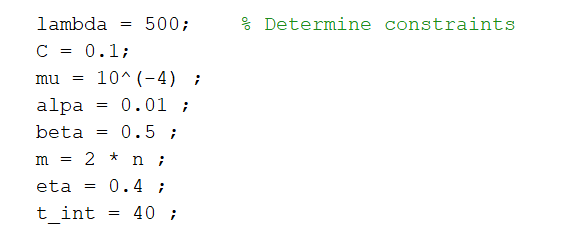 lambda = 500;    % Determine constraints
C = 0.1;
mu = 10^(-4) ;
alpa = 0.01 ;
beta = 0.5 ;
m = 2 * n ;
eta = 0.4 ;
t_int = 40 ;